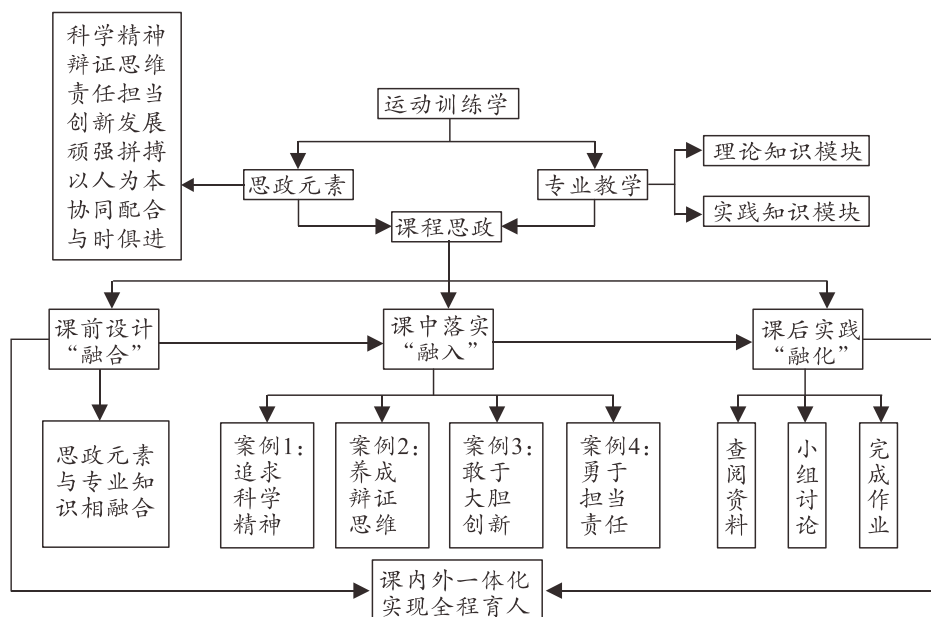 科学精神
辩证思维
责任担当
创新发展
顽强拼搏
以人为本
协同配合
与时俱进
运动训练学
思政元素
专业教学
理论知识模块
实践知识模块
课程思政
课前设计
“融合”
课中落实
“融入”
课后实践
“融化”
思政元素
与专业知
识相融合
案例1：
追求
科学
精神
案例2：
养成
辩证
思维
案例3：
敢于
大胆
创新
案例4：
勇于
担当
责任
查阅资料
小组讨论
完成作业
课内外一体化
实现全程育人